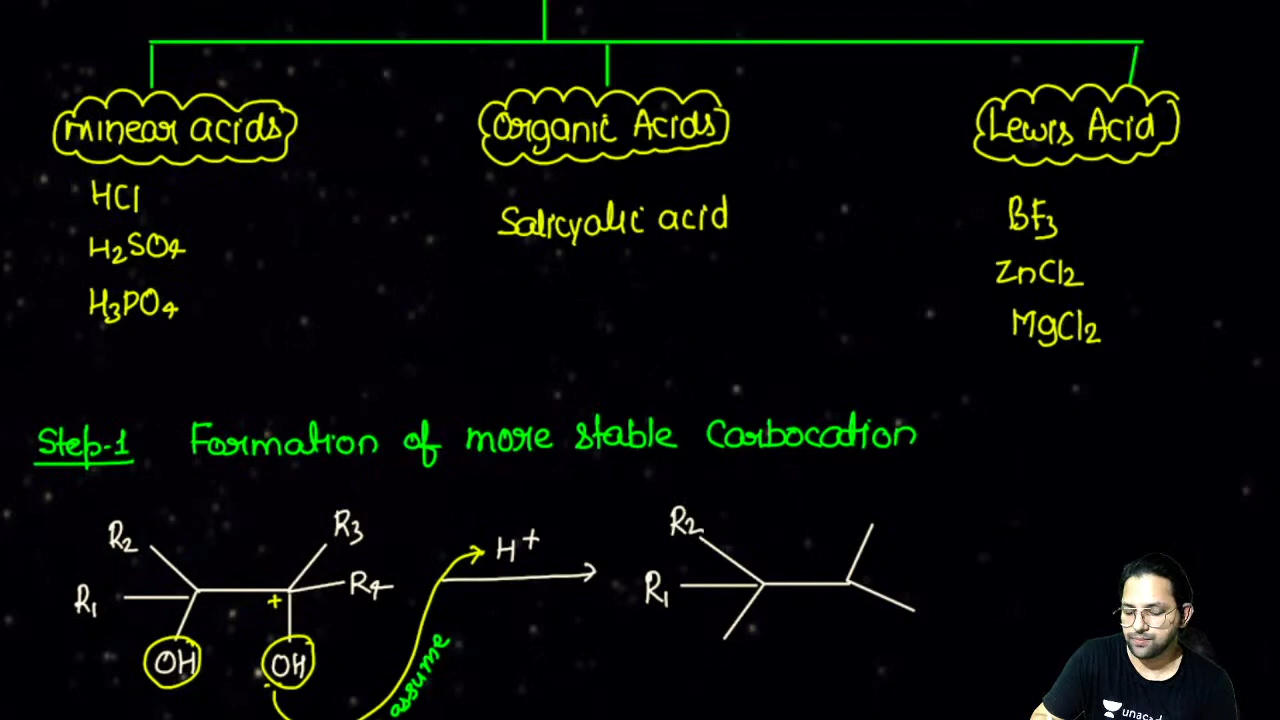 minear acids
Organic Acids
Lewis Acid
HCl
H2SO4
H3PO4
Salicyalic acid
BF3
ZnCl2
MgCl2
Step-1 Formation of more stable Carbocation
R2
R3
R1
R4
+
OH
OH
assume
H+
R2
R1